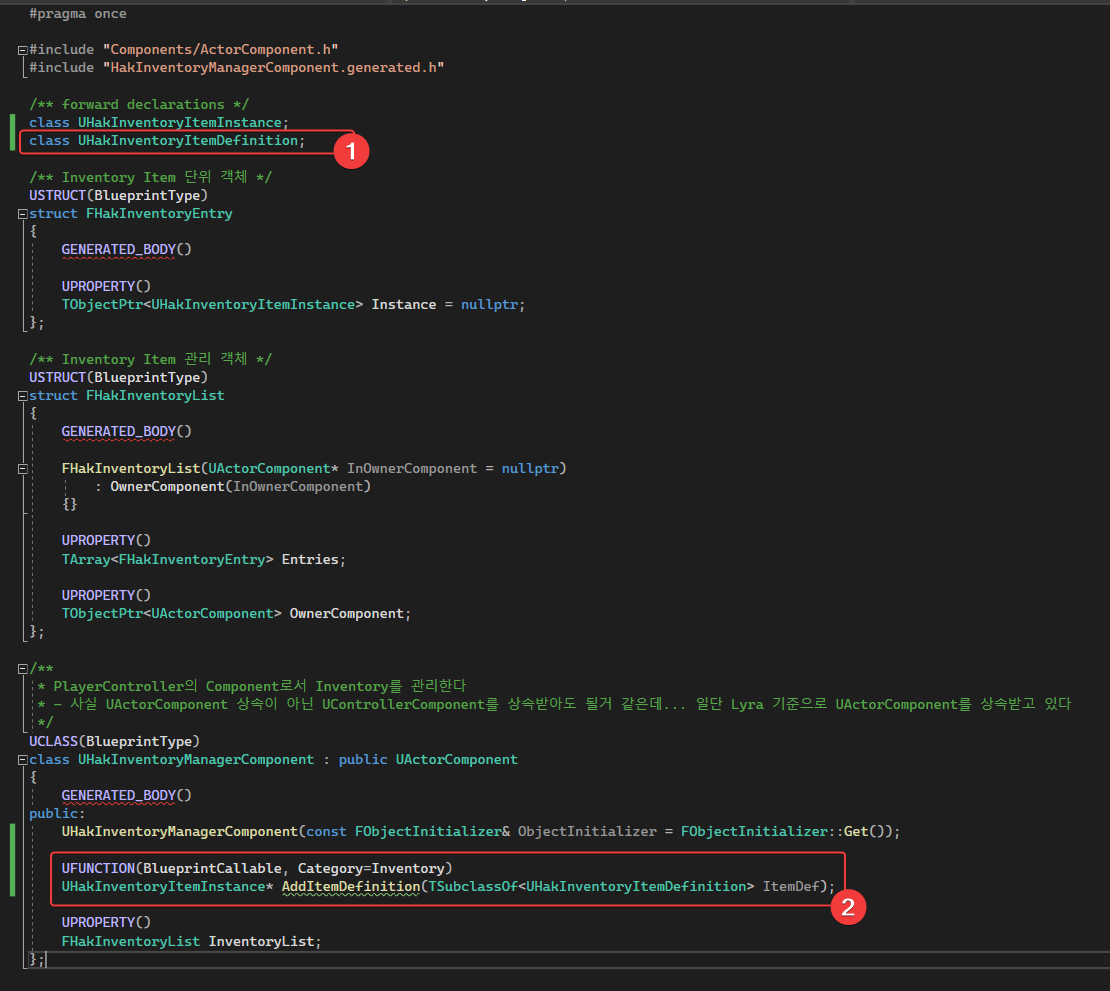 #pragma once
#include "Components/ActorComponent.h"
#include "HakInventoryManagerComponent.generated.h"
/** forward declarations */
class UHakInventoryItemInstance;
class UHakInventoryItemDefinition;
1
/** Inventory Item 단위 객체 */
USTRUCT(BlueprintType)
struct FHakInventoryEntry
{
GENERATED_BODY()
UPROPERTY()
TObjectPtr<UHakInventoryItemInstance> Instance = nullptr;
};
/** Inventory Item 관리 객체 */
USTRUCT(BlueprintType)
struct FHakInventoryList
{
GENERATED_BODY()
FHakInventoryList(UActorComponent* InOwnerComponent = nullptr)
: OwnerComponent(InOwnerComponent)
{}
UPROPERTY()
TArray<FHakInventoryEntry> Entries;
UPROPERTY()
TObjectPtr<UActorComponent> OwnerComponent;
};
/**
* PlayerController의 Component로서 Inventory를 관리한다
* - 사실 UActorComponent 상속이 아닌 UControllerComponent를 상속받아도 될거 같은데... 일단 Lyra 기준으로 UActorComponent를 상속받고 있다
*/
UCLASS(BlueprintType)
class UHakInventoryManagerComponent : public UActorComponent
{
GENERATED_BODY()
public:
UHakInventoryManagerComponent(const FObjectInitializer& ObjectInitializer = FObjectInitializer::Get());
UFUNCTION(BlueprintCallable, Category=Inventory)
UHakInventoryItemInstance* AddItemDefinition(TSubclassOf<UHakInventoryItemDefinition> ItemDef);
2
UPROPERTY()
FHakInventoryList InventoryList;
};